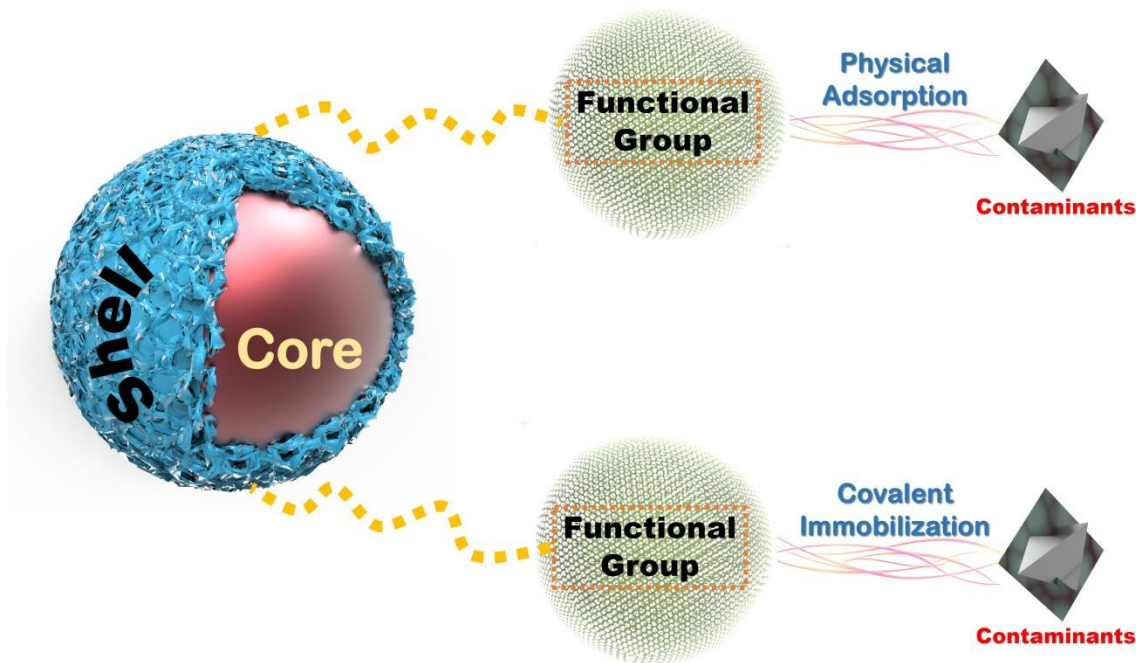 Functional
Group
Physical
Adsorption
Contaminants
shell
Core
Functional
Group
Covalent
Immobilization
Contaminants